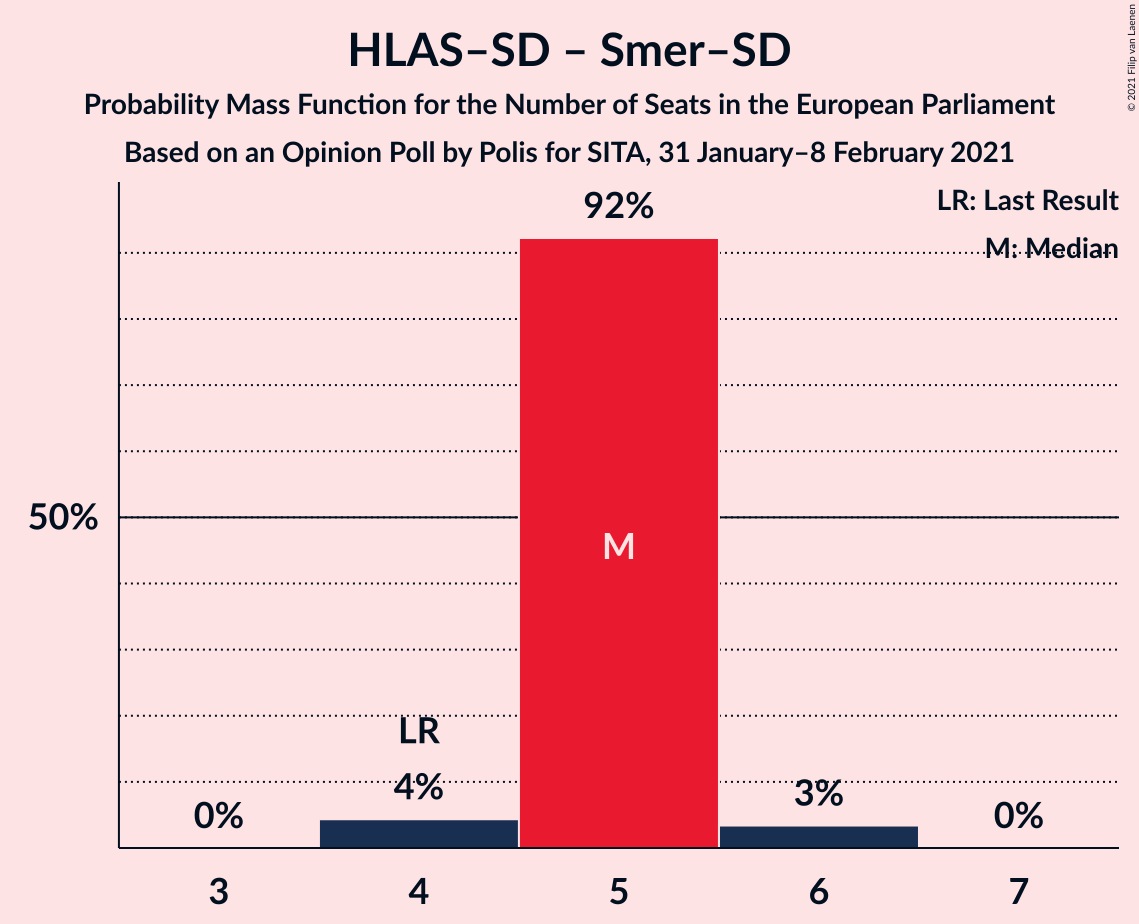 HLAS–SD – Smer–SD
Probability Mass Function for the Number of Seats in the European Parliament
Based on an Opinion Poll by Polis for SITA, 31 January–8 February 2021
© 2021 Filip van Laenen
LR: Last Result
M: Median
92%
50%
M
LR
0%
4%
3%
0%
3
4
5
6
7